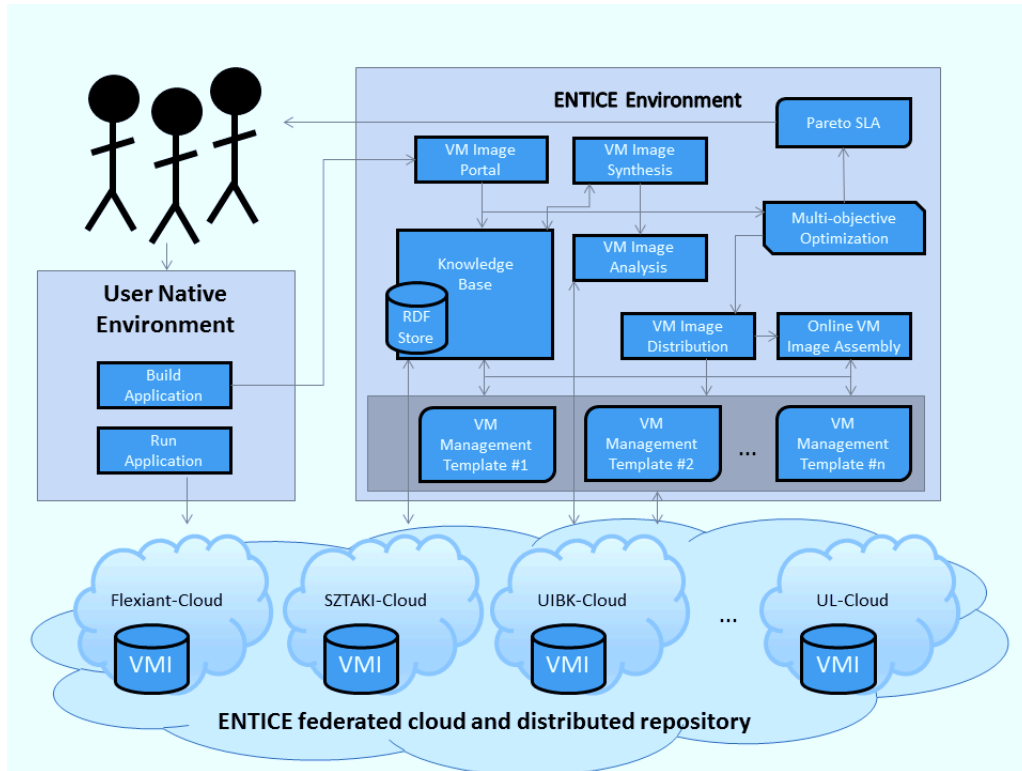 ENTICE Environment
Pareto SLA
VM Image
Portal
VM Image
Synthesis
Multi-objective
Optimization
VM Image
Analysis
Knowledge
Base
RDF
Store
VM Image
Distribution
Online VM
Image Assembly
User Native
Environment
Build
Application
Run
Application
VM
Management
Template #1
VM
Management
Template #2
...
VM
Management
Template #n
Flexiant-Cloud
VMI
SZTAKI-Cloud
VMI
UIBK-Cloud
VMI
...
UL-Cloud
VMI
ENTICE federated cloud and distributed repository